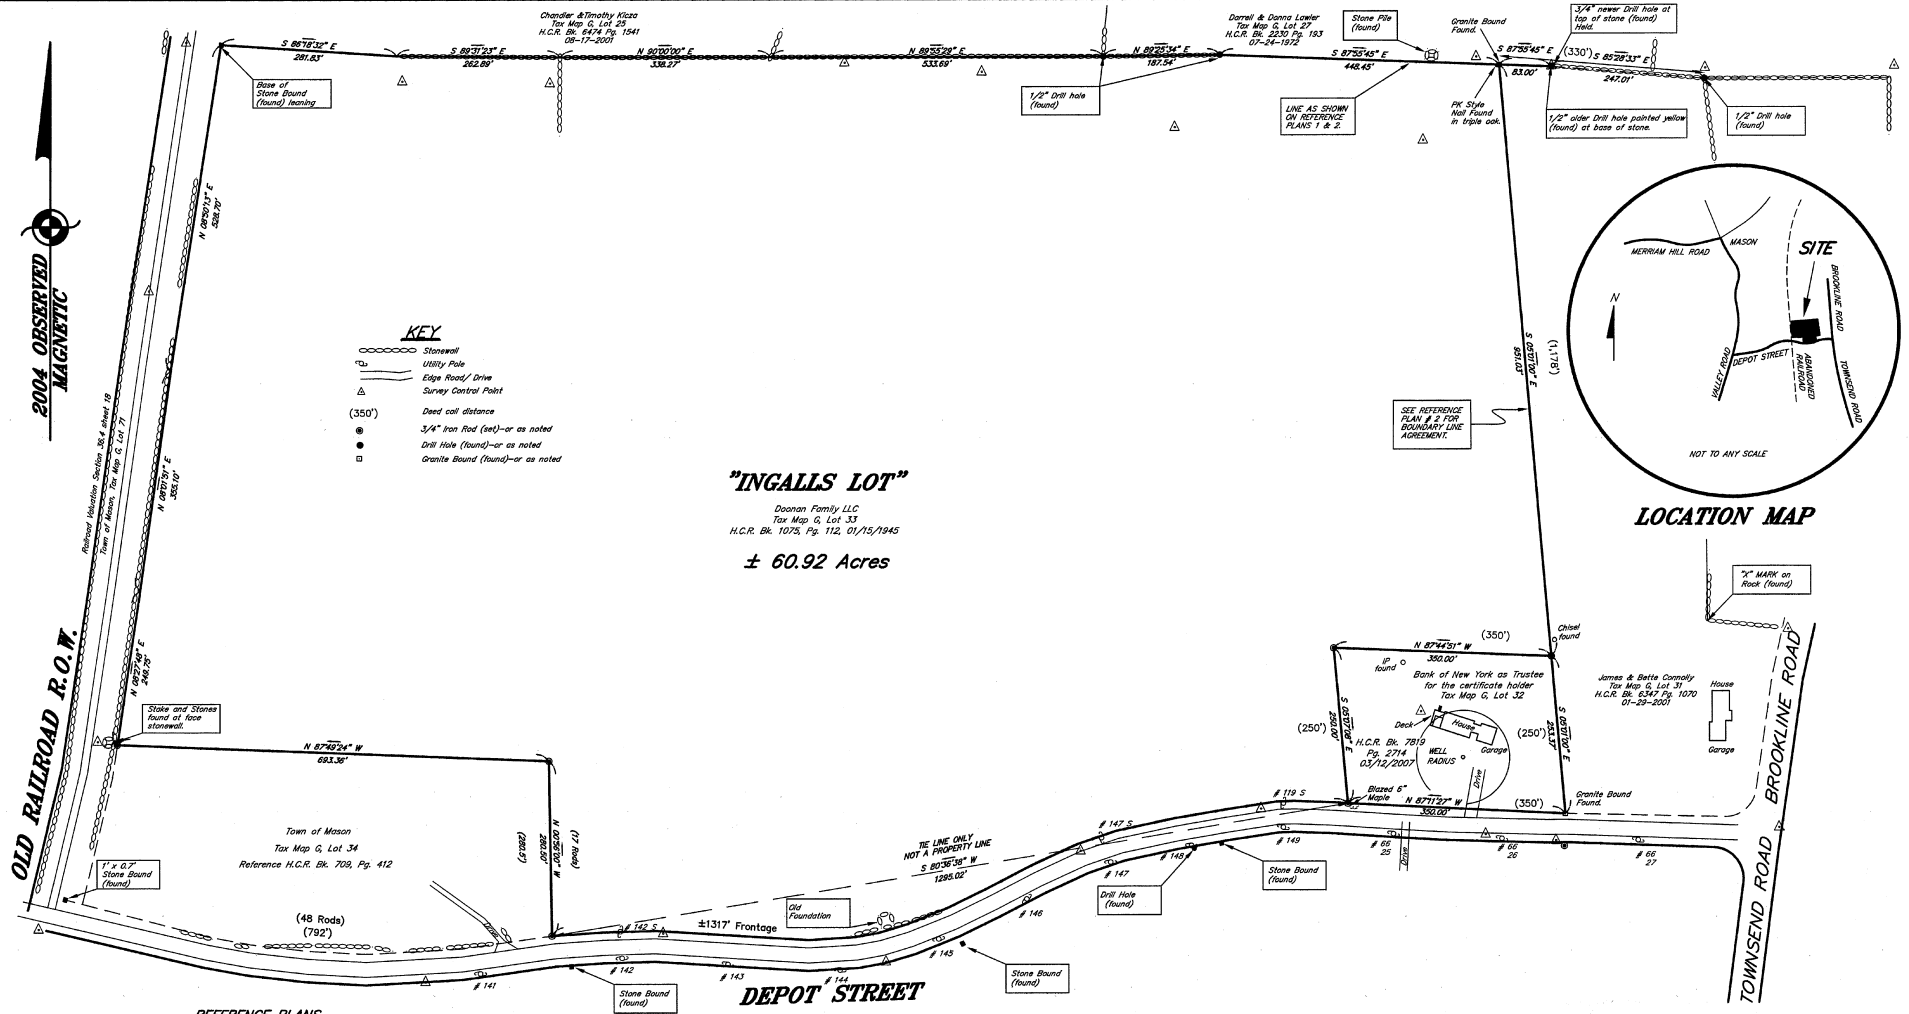 Chandler & Timothy Kicza
Tax Map G, Lot 25
H.C.R. Bk. 6474 Pg. 1541
08-17-2001
Darrell & Donna Lawler
Tax Map G, Lot 27
H.C.R. Bk. 2230 Pg. 193
07-24-1972
Stone Pile
(found)
Granite Bound
Found.
3/4" newer Drill hole at
top of stone (found)
Held.
S 86°18'32" E
281.83'
S 89°31'23" E
262.89'
N 90°00'00" E
338.27'
N 89°55'29" E
533.69'
N 89°25'34" E
187.54'
S 87°55'45" E
448.45'
S 87°55'45" E
83.00'
(330')
S 85°28'33" E
247.01'
Base of
Stone Bound
(found) leaning
1/2" Drill hole
(found)
LINE AS SHOWN
ON REFERENCE
PLANS 1 & 2.
PK Style
Nail Found
in triple oak.
1/2" older Drill hole painted yellow
(found) at base of stone.
1/2" Drill hole
(found)
2004 OBSERVED
MAGNETIC
N 08°50'13" E
528.70'
Railroad Valuation Section 36.4 sheet 18
Town of Mason, Tax Map G, Lot 71
N 08°01'51" E
355.10'
N 08°27'48" E
249.75'
OLD RAILROAD R.O.W.
KEY
Stonewall
Utility Pole
Edge Road/ Drive
Survey Control Point
(350') Deed call distance
3/4" Iron Rod (set)-or as noted
Drill Hole (found)-or as noted
Granite Bound (found)-or as noted
"INGALLS LOT"
Doonan Family LLC
Tax Map G, Lot 33
H.C.R. Bk. 1075, Pg. 112, 01/15/1945
± 60.92 Acres
S 05°01'00" E
951.03'
(1,178')
SEE REFERENCE
PLAN # 2 FOR
BOUNDARY LINE
AGREEMENT.
MERRIAM HILL ROAD
MASON
SITE
N
BROOKLINE ROAD
VALLEY ROAD
DEPOT STREET
ABANDONED
RAILROAD
TOWNSEND ROAD
NOT TO ANY SCALE
LOCATION MAP
"X" MARK on
Rock (found)
Chisel
found
N 87°44'51" W
350.00'
(350')
IP
found
Bank of New York as Trustee
for the certificate holder
Tax Map G, Lot 32
James & Bette Connolly
Tax Map G, Lot 31
H.C.R. Bk. 6347 Pg. 1070
01-29-2001
House
Garage
Deck
House
Garage
H.C.R. Bk. 7819
Pg. 2714
03/12/2007
WELL
RADIUS
Drive
(250')
S 05°07'08" E
250.00'
(250')
S 05°01'00" E
253.37'
Blazed 6"
Maple
N 87°11'27" W
350.00'
(350')
Granite Bound
Found.
BROOKLINE ROAD
TOWNSEND ROAD
Stake and Stones
found at face
stonewall.
N 87°49'24" W
693.36'
Town of Mason
Tax Map G, Lot 34
Reference H.C.R. Bk. 709, Pg. 412
1' x 0.7'
Stone Bound
(found)
(48 Rods)
(792')
(280.5')
N 00°56'00" W
280.50'
(17 Rods)
TIE LINE ONLY
NOT A PROPERTY LINE
S 80°36'38" W
1295.02'
Old
Foundation
±1317' Frontage
# 142 S
# 147 S
# 119 S
# 141
# 142
# 143
# 144
# 145
# 146
# 147
# 148
# 149
# 66
25
Drive
# 66
26
# 66
27
Stone Bound
(found)
Stone Bound
(found)
Drill Hole
(found)
Stone Bound
(found)
DEPOT STREET
REFERENCE PLANS